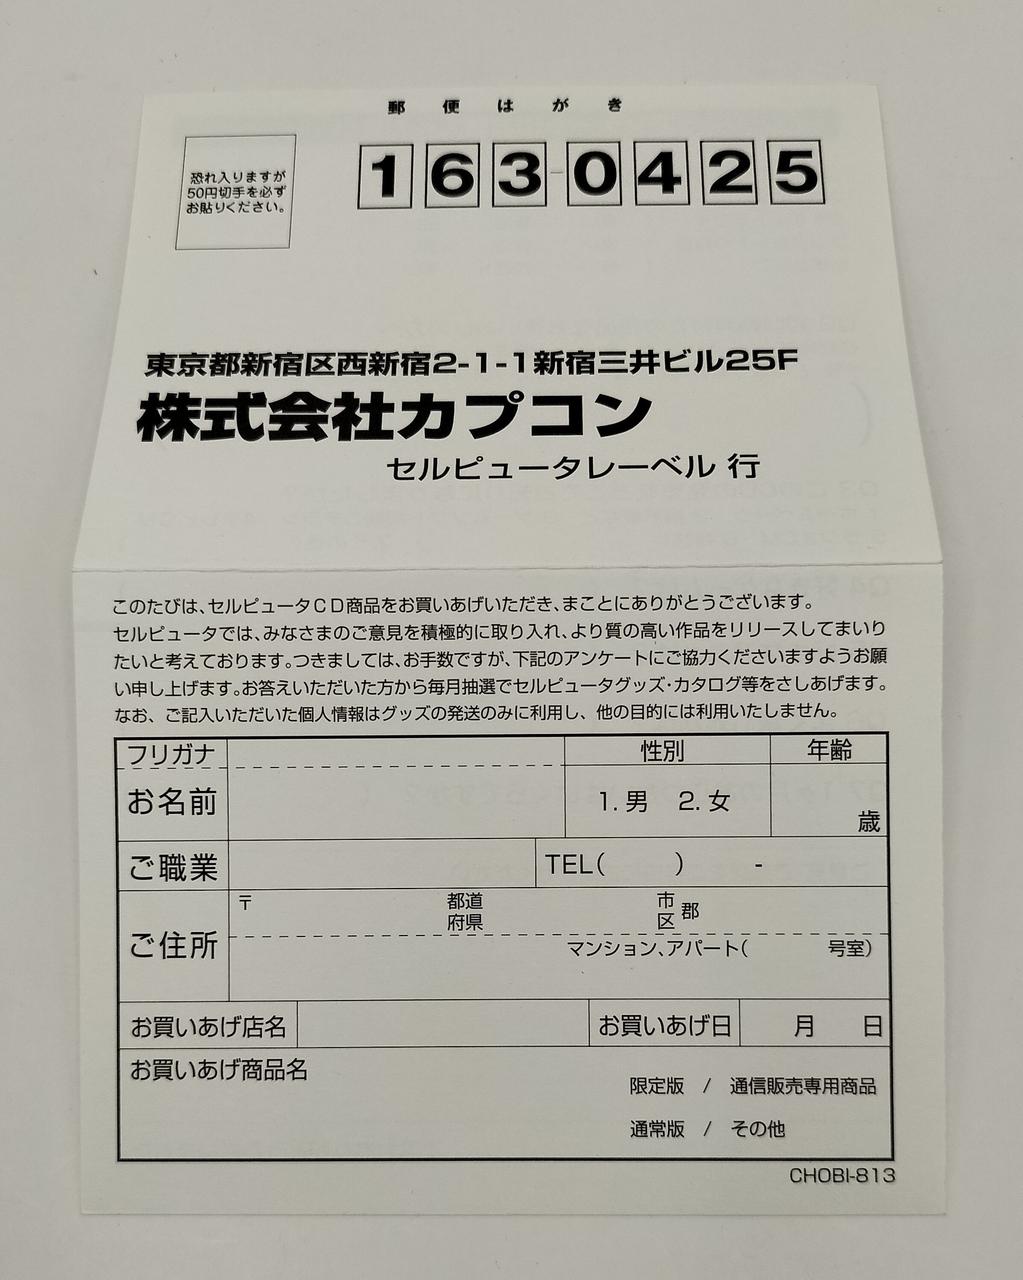 郵便はがき
恐れ入りますが
50円切手を必ず
お貼りください。
163-0425
東京都新宿区西新宿2-1-1新宿三井ビル25F
株式会社カプコン
セルピュータレーベル 行
このたびは、セルピュータCD商品をお買いあげいただき、まことにありがとうございます。
セルピュータでは、みなさまのご意見を積極的に取り入れ、より質の高い作品をリリースしてまいり
たいと考えております。つきましては、お手数ですが、下記のアンケートにご協力くださいますようお願
い申し上げます。お答えいただいた方から毎月抽選でセルピュータグッズ・カタログ等をさしあげます。
なお、ご記入いただいた個人情報はグッズの発送のみに利用し、他の目的には利用いたしません。
フリガナ 性別 年齢
お名前 1. 男 2. 女 歳
ご職業 TEL( ) -
〒 都道 市 郡
府県 区
ご住所 マンション、アパート( 号室)
お買いあげ店名 お買いあげ日 月 日
お買いあげ商品名
限定版 / 通信販売専用商品
通常版 / その他
CHOBI-813